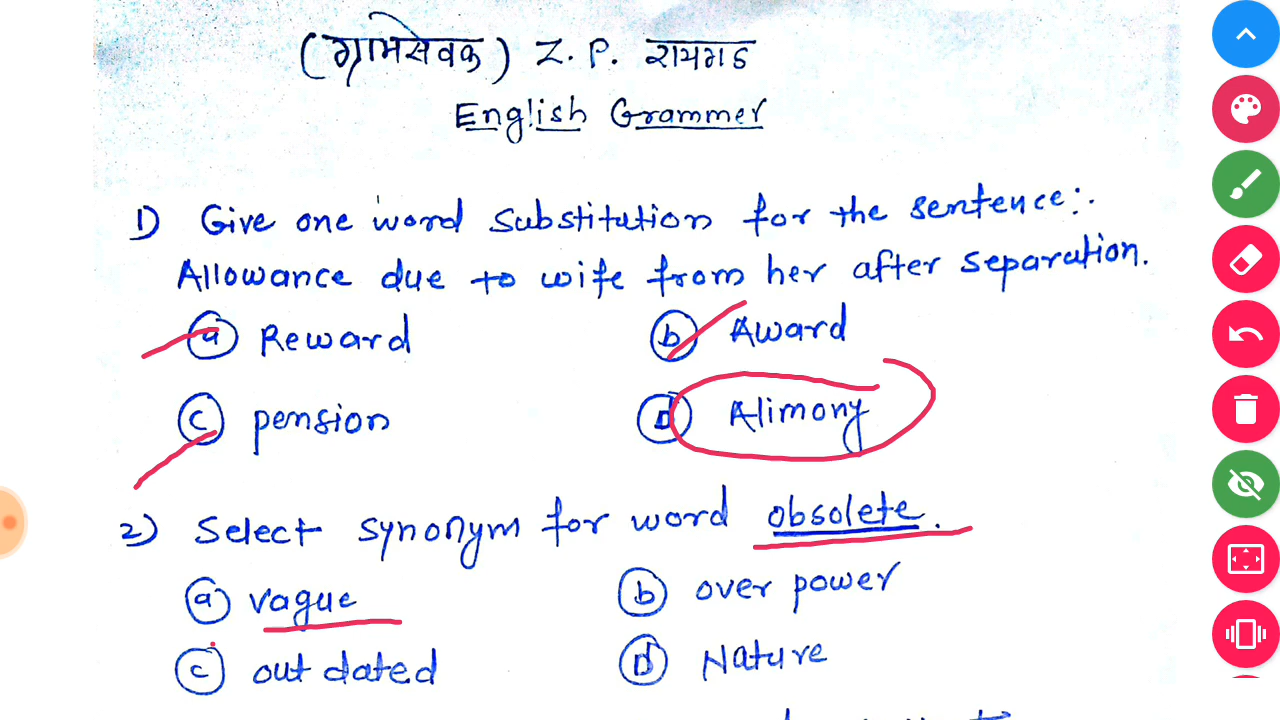 (ग्रामसेवक) Z. P. रायगड
English Grammer
1) Give one word substitution for the sentence:-
Allowance due to wife from her after separation.
(a) Reward (b) Award
(c) pension (D) Alimony
2) Select synonym for word obsolete.
(a) vague (b) over power
(c) out dated (D) Nature